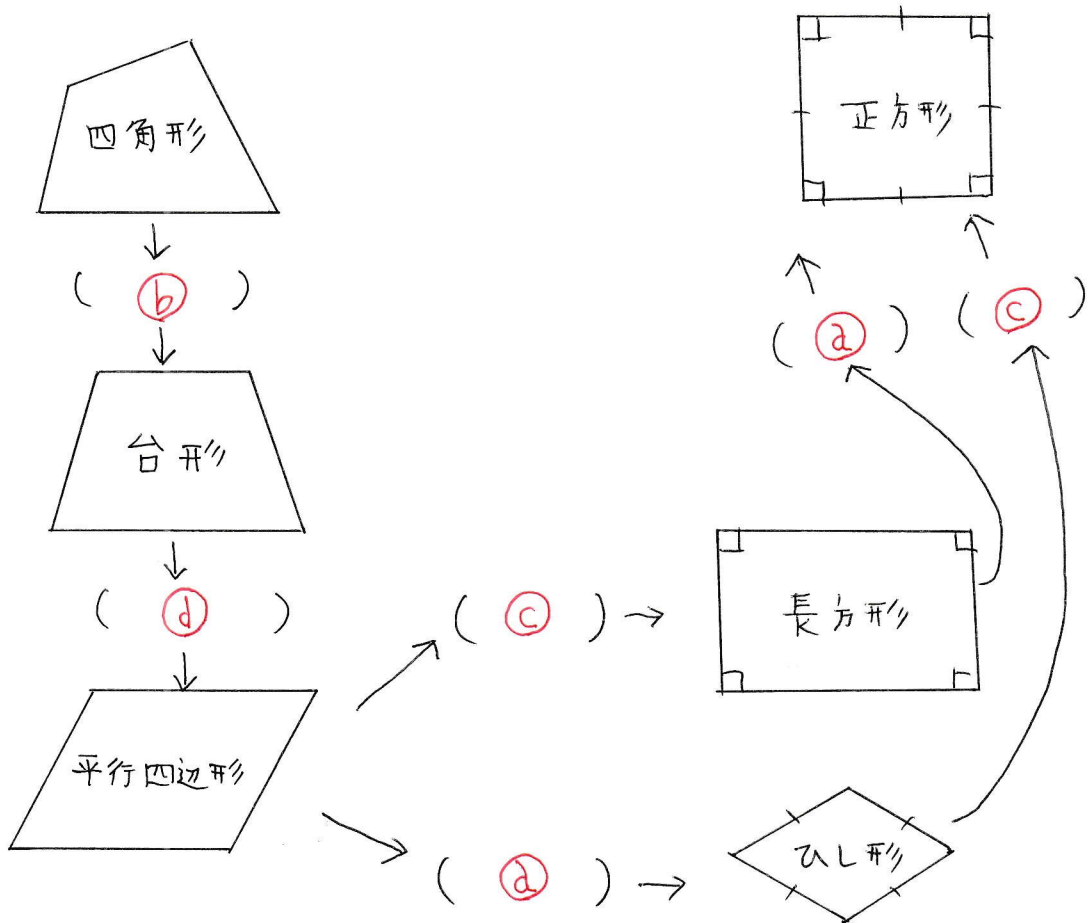 四角形
( b )
台形
( d )
平行四辺形
( c )
( a )
長方形
ひし形
( a )
( c )
正方形